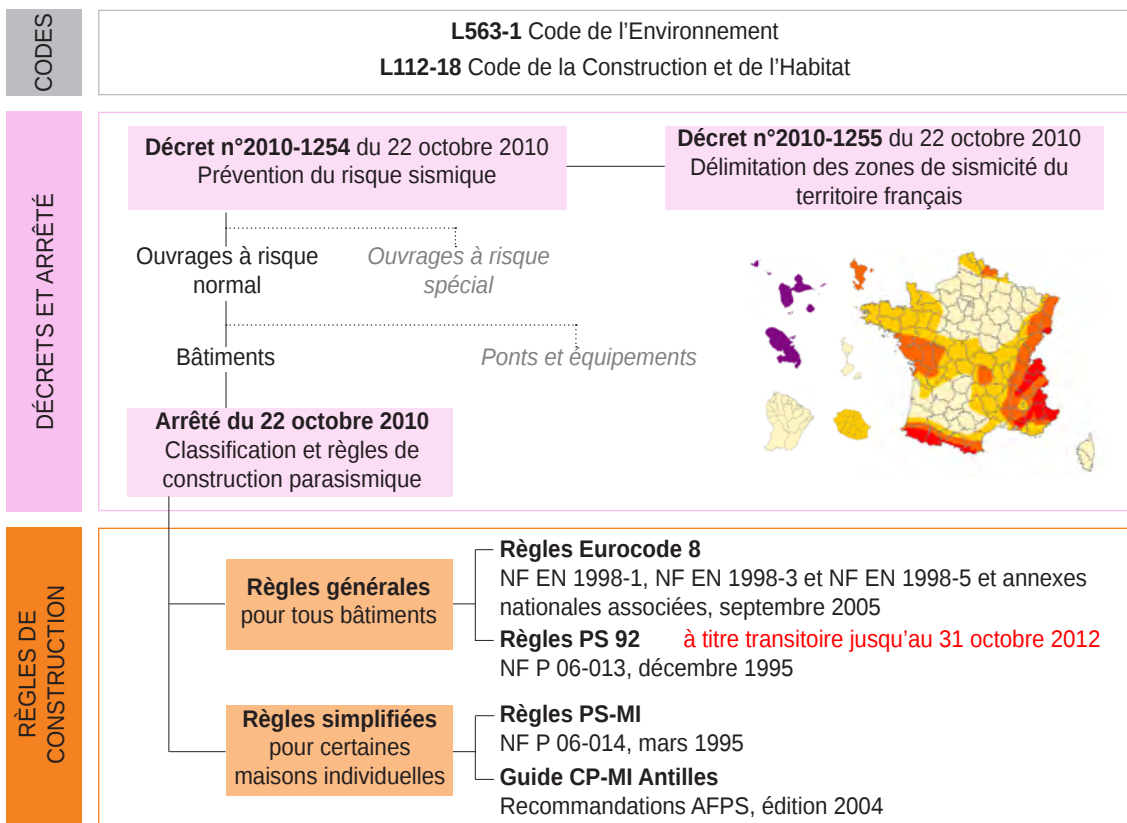 CODES
L563-1 Code de l’Environnement
L112-18 Code de la Construction et de l’Habitat
DÉCRETS ET ARRÊTÉ
Décret n°2010-1254 du 22 octobre 2010
Prévention du risque sismique
Décret n°2010-1255 du 22 octobre 2010
Délimitation des zones de sismicité du
territoire français
Ouvrages à risque
normal
Ouvrages à risque
spécial
Bâtiments
Ponts et équipements
Arrêté du 22 octobre 2010
Classification et règles de
construction parasismique
RÈGLES DE
CONSTRUCTION
Règles générales
pour tous bâtiments
Règles Eurocode 8
NF EN 1998-1, NF EN 1998-3 et NF EN 1998-5 et annexes
nationales associées, septembre 2005
Règles PS 92 à titre transitoire jusqu’au 31 octobre 2012
NF P 06-013, décembre 1995
Règles simplifiées
pour certaines
maisons individuelles
Règles PS-MI
NF P 06-014, mars 1995
Guide CP-MI Antilles
Recommandations AFPS, édition 2004